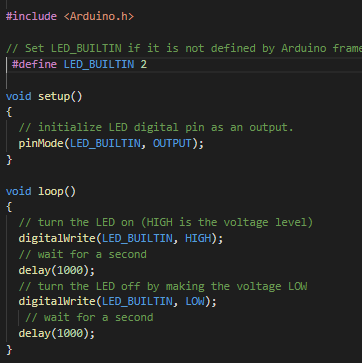 #include <Arduino.h>
// Set LED_BUILTIN if it is not defined by Arduino frame
#define LED_BUILTIN 2
void setup()
{
// initialize LED digital pin as an output.
pinMode(LED_BUILTIN, OUTPUT);
}
void loop()
{
// turn the LED on (HIGH is the voltage level)
digitalWrite(LED_BUILTIN, HIGH);
// wait for a second
delay(1000);
// turn the LED off by making the voltage LOW
digitalWrite(LED_BUILTIN, LOW);
// wait for a second
delay(1000);
}